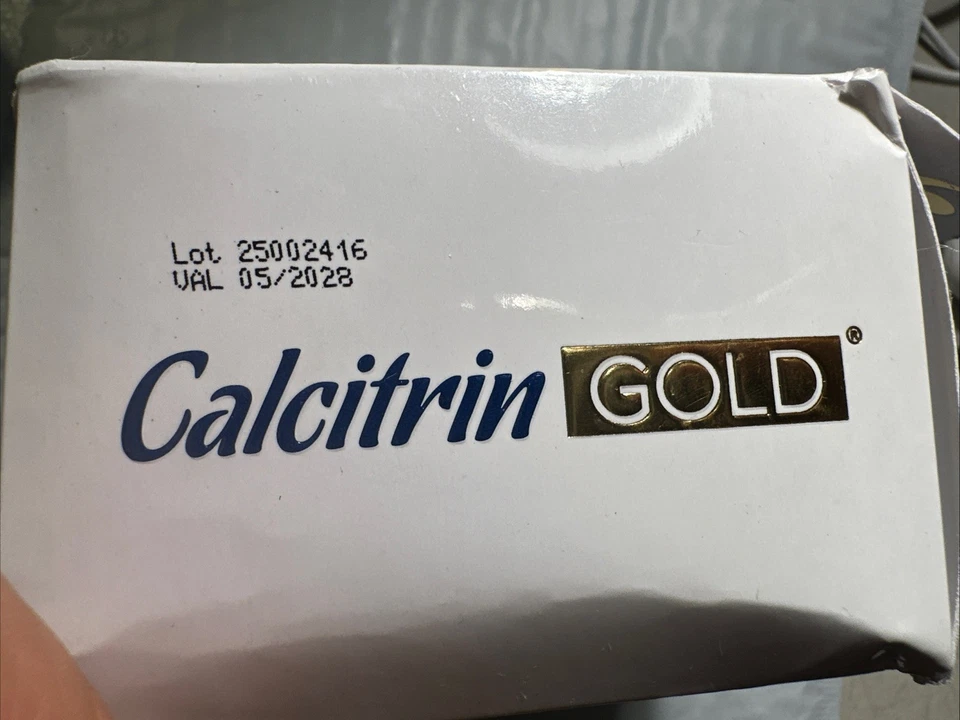 Lot 25002416
VAL 05/2028
Calcitrin GOLD®